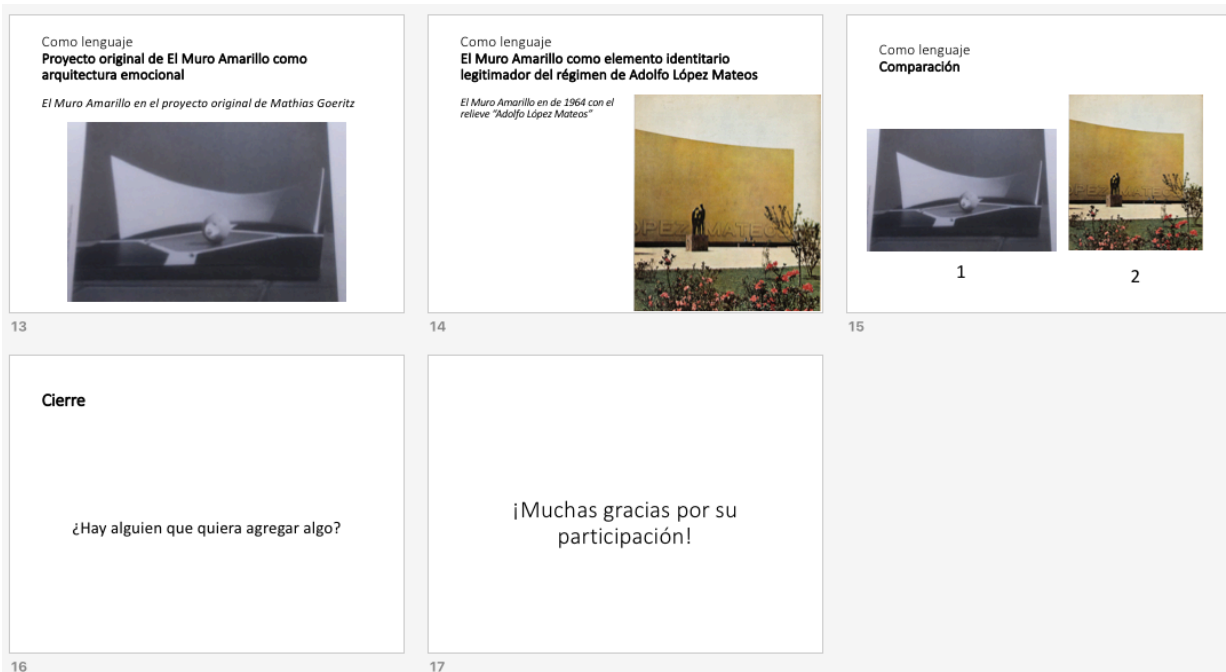 Como lenguaje
Proyecto original de El Muro Amarillo como
arquitectura emocional
El Muro Amarillo en el proyecto original de Mathias Goeritz
13
Como lenguaje
El Muro Amarillo como elemento identitario
legitimador del régimen de Adolfo López Mateos
El Muro Amarillo en de 1964 con el
relieve “Adolfo López Mateos”
OPEZ MATEOS
14
Como lenguaje
Comparación
1
2
15
Cierre
¿Hay alguien que quiera agregar algo?
16
¡Muchas gracias por su
participación!
17